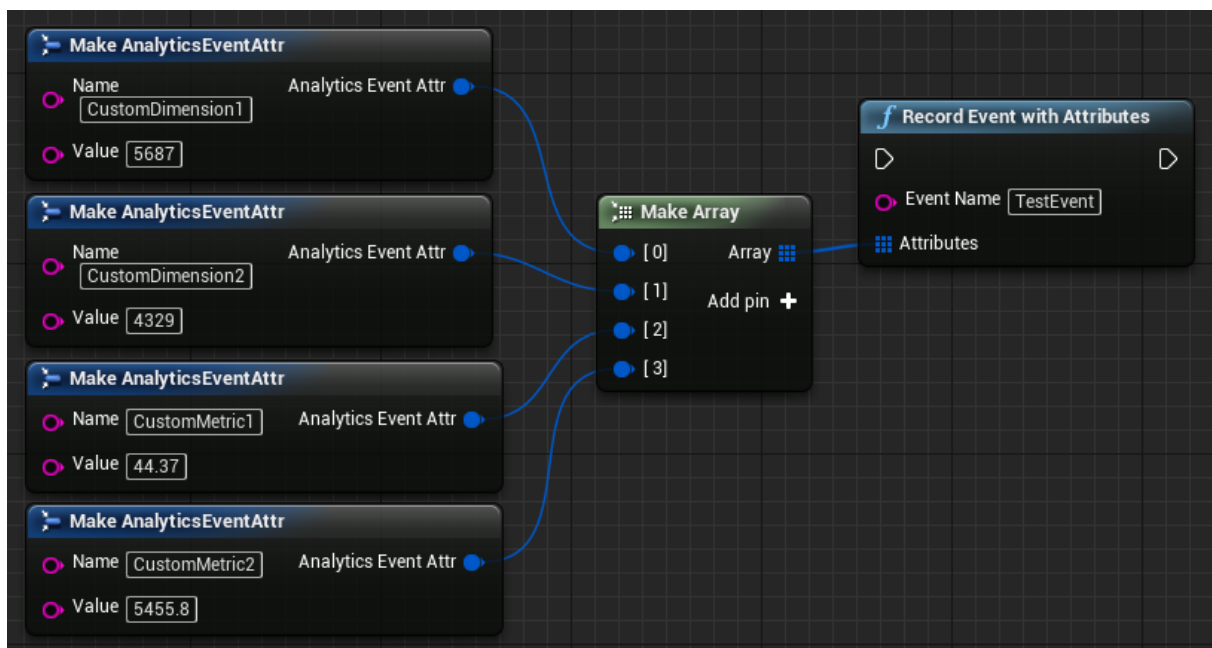 Make AnalyticsEventAttr
Name Analytics Event Attr
CustomDimension1
Value 5687
Make AnalyticsEventAttr
Name Analytics Event Attr
CustomDimension2
Value 4329
Make AnalyticsEventAttr
Name CustomMetric1 Analytics Event Attr
Value 44.37
Make AnalyticsEventAttr
Name CustomMetric2 Analytics Event Attr
Value 5455.8
Make Array
[0] Array
[1] Add pin
[2]
[3]
f Record Event with Attributes
Event Name TestEvent
Attributes